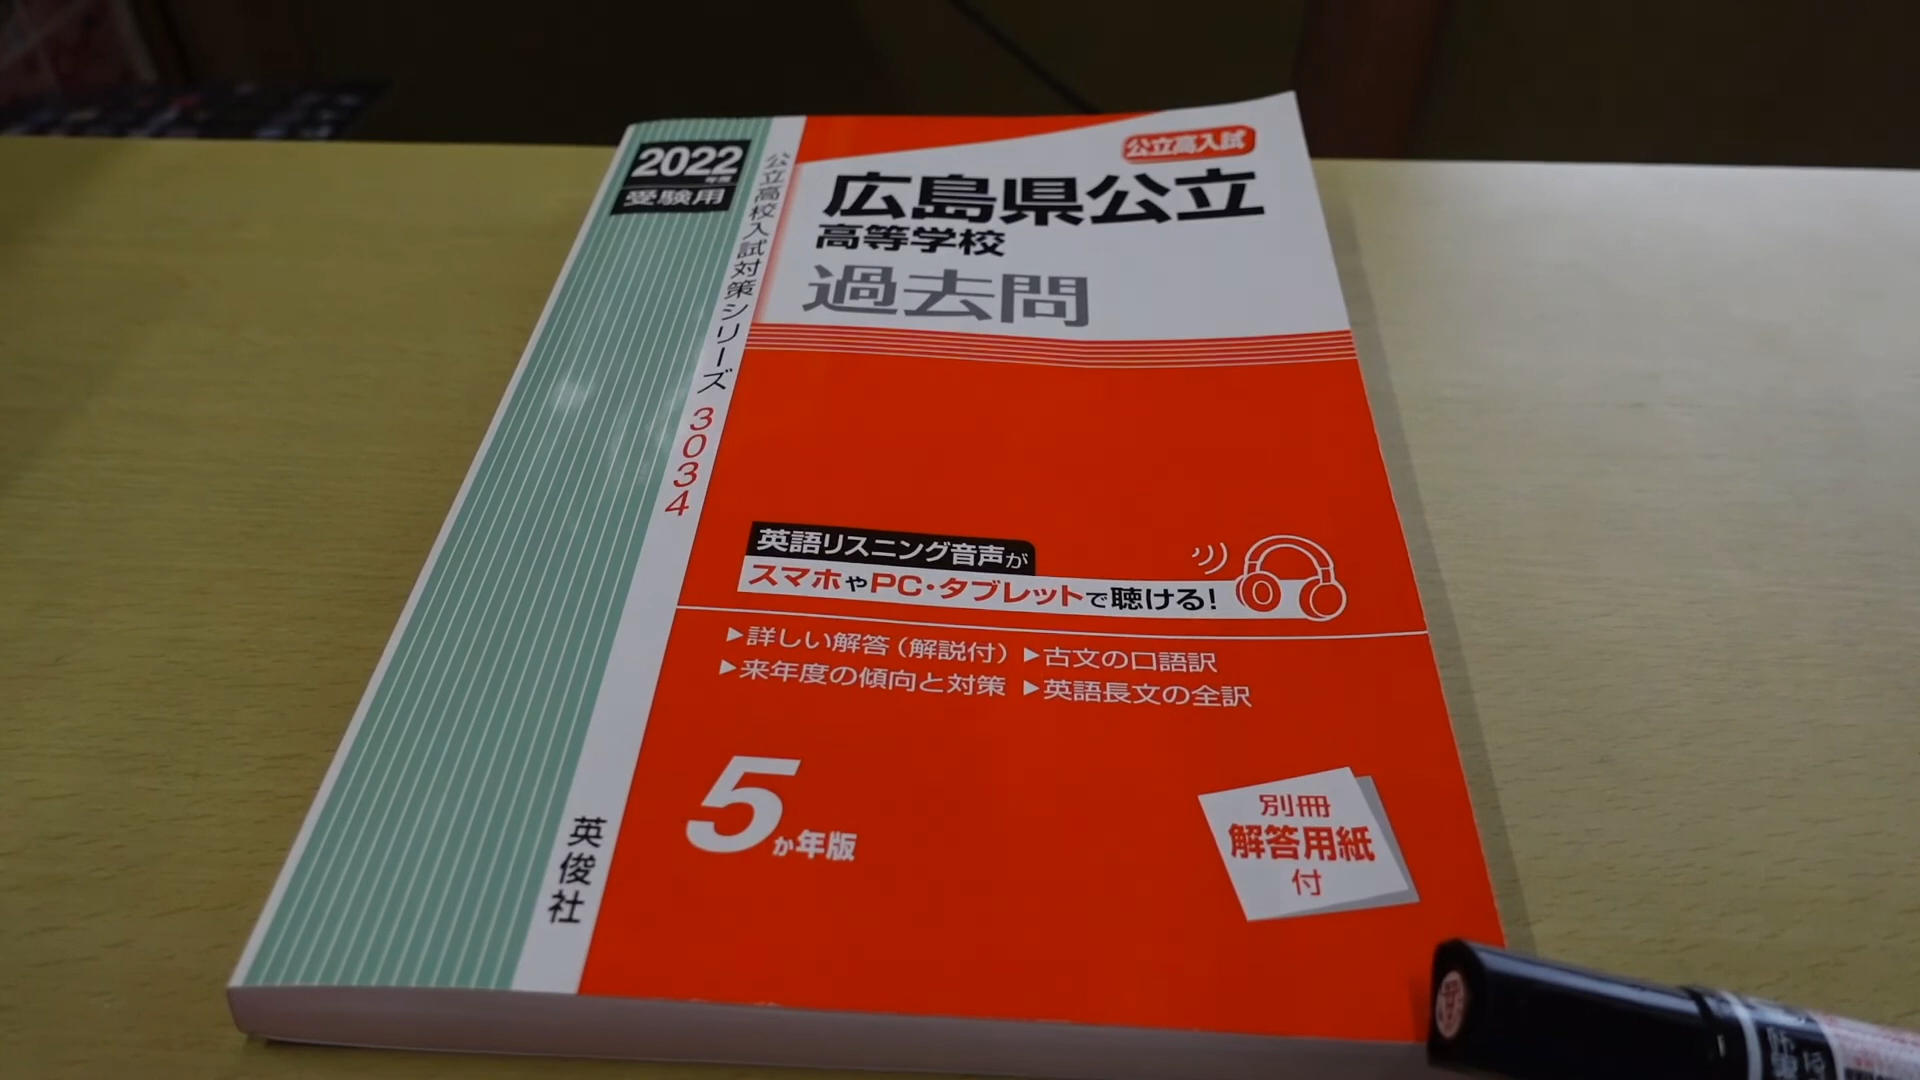 2022年度
受験用
公立高校入試対策シリーズ 3034
英俊社
公立高入試
広島県公立
高等学校
過去問
英語リスニング音声が
スマホやPC・タブレットで聴ける!
▶詳しい解答(解説付) ▶古文の口語訳
▶来年度の傾向と対策 ▶英語長文の全訳
5か年版
別冊
解答用紙
付